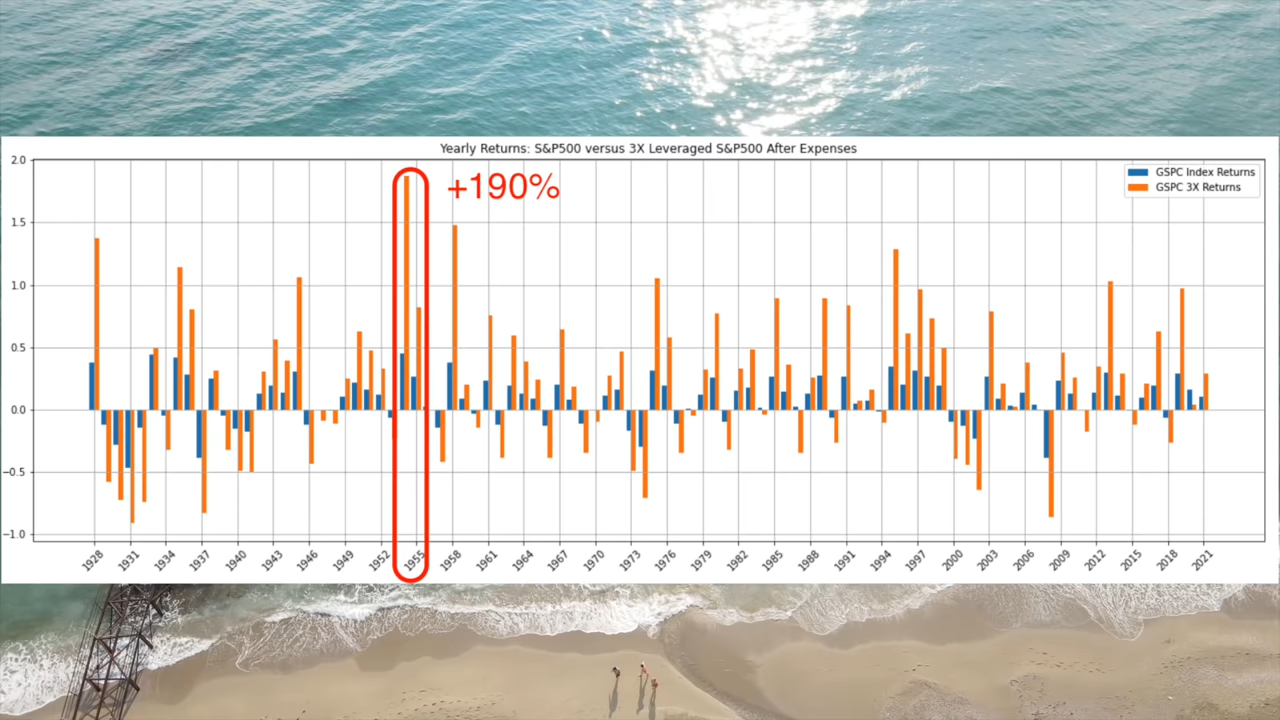 Yearly Returns: S&P500 versus 3X Leveraged S&P500 After Expenses
2.0
1.5
1.0
0.5
0.0
−0.5
−1.0
+190%
GSPC Index Returns
GSPC 3X Returns
1928 1931 1934 1937 1940 1943 1946 1949 1952 1955 1958 1961 1964 1967 1970 1973 1976 1979 1982 1985 1988 1991 1994 1997 2000 2003 2006 2009 2012 2015 2018 2021